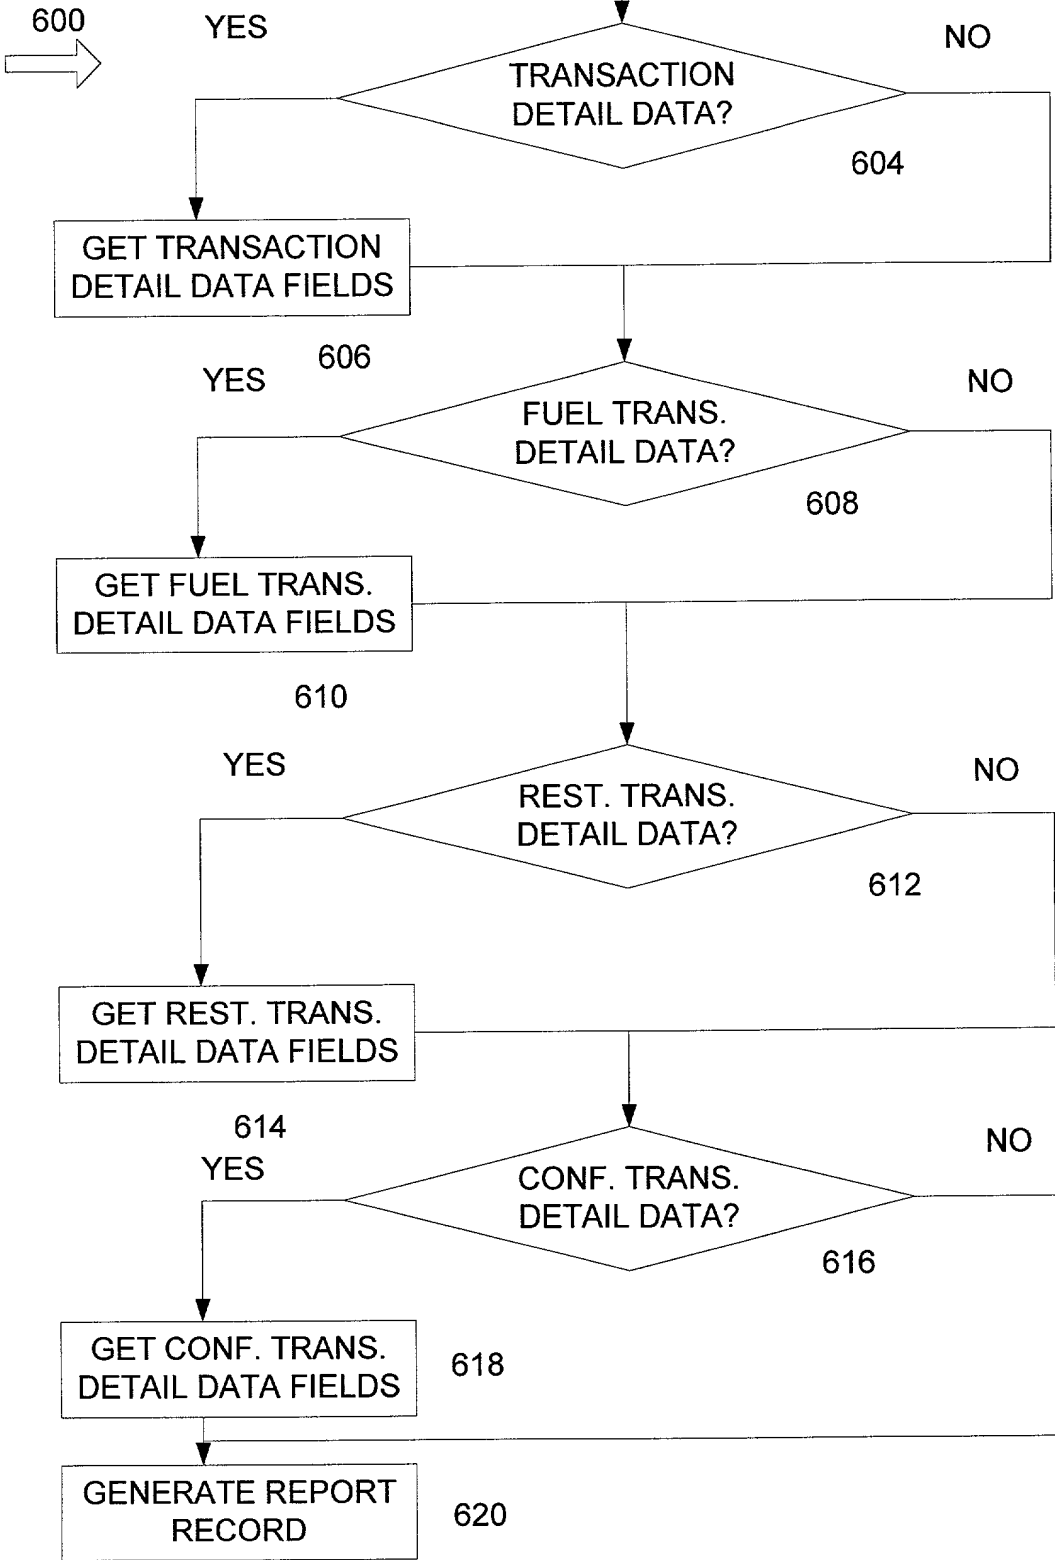 600
YES
NO
TRANSACTION
DETAIL DATA?
604
GET TRANSACTION
DETAIL DATA FIELDS
606
YES
NO
FUEL TRANS.
DETAIL DATA?
608
GET FUEL TRANS.
DETAIL DATA FIELDS
610
YES
NO
REST. TRANS.
DETAIL DATA?
612
GET REST. TRANS.
DETAIL DATA FIELDS
614
YES
NO
CONF. TRANS.
DETAIL DATA?
616
GET CONF. TRANS.
DETAIL DATA FIELDS
618
GENERATE REPORT
RECORD
620